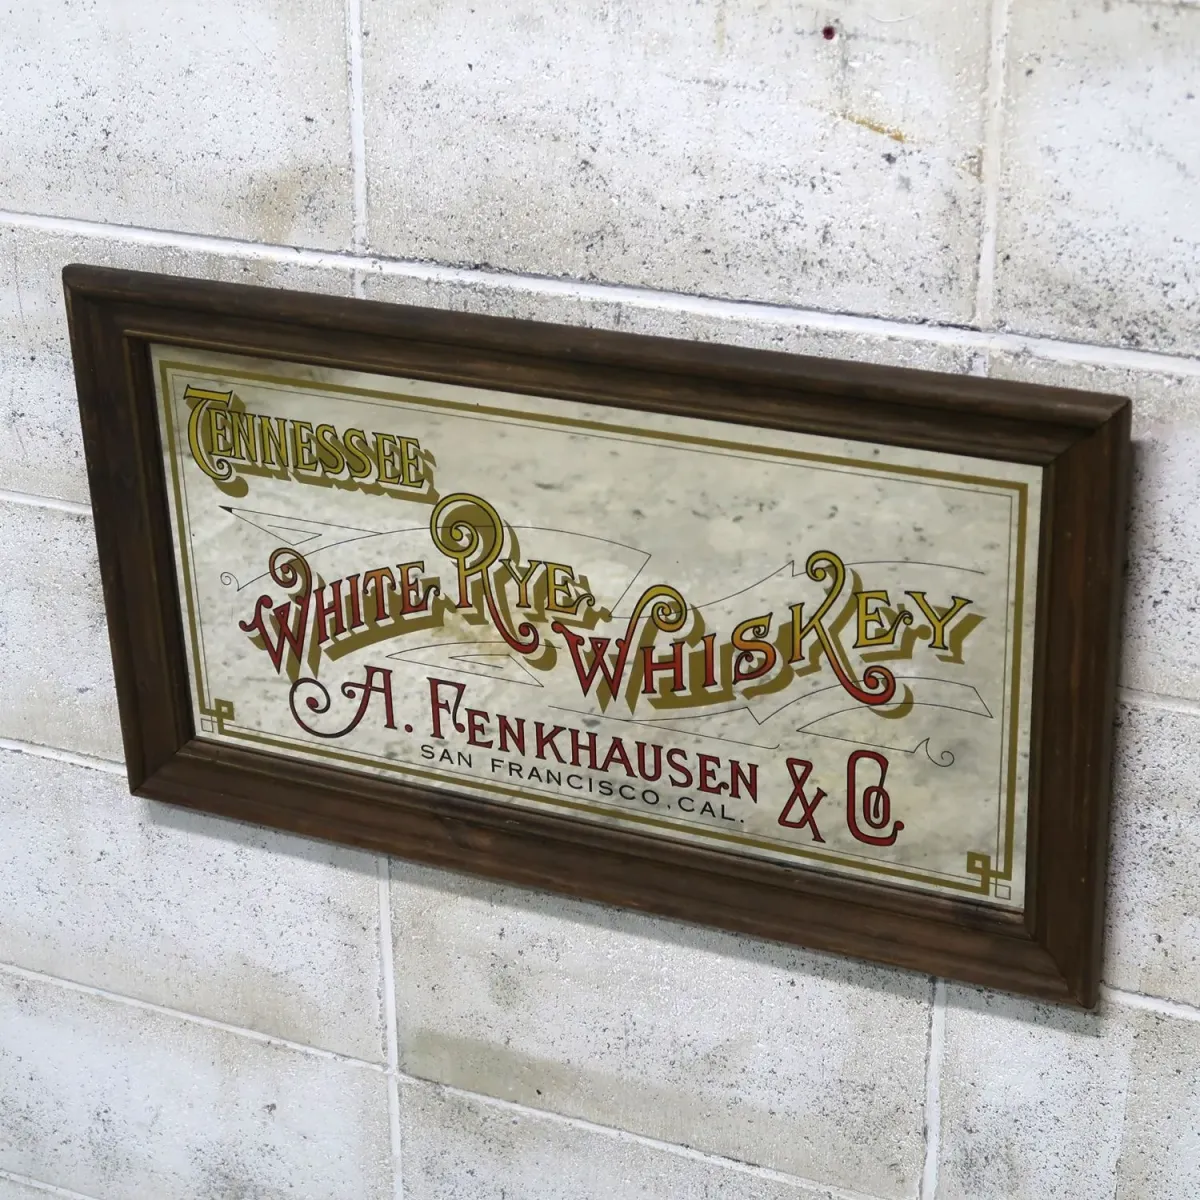 TENNESSEE
WHITE RYE WHISKEY
A. FENKHAUSEN & Co.
SAN FRANCISCO, CAL.